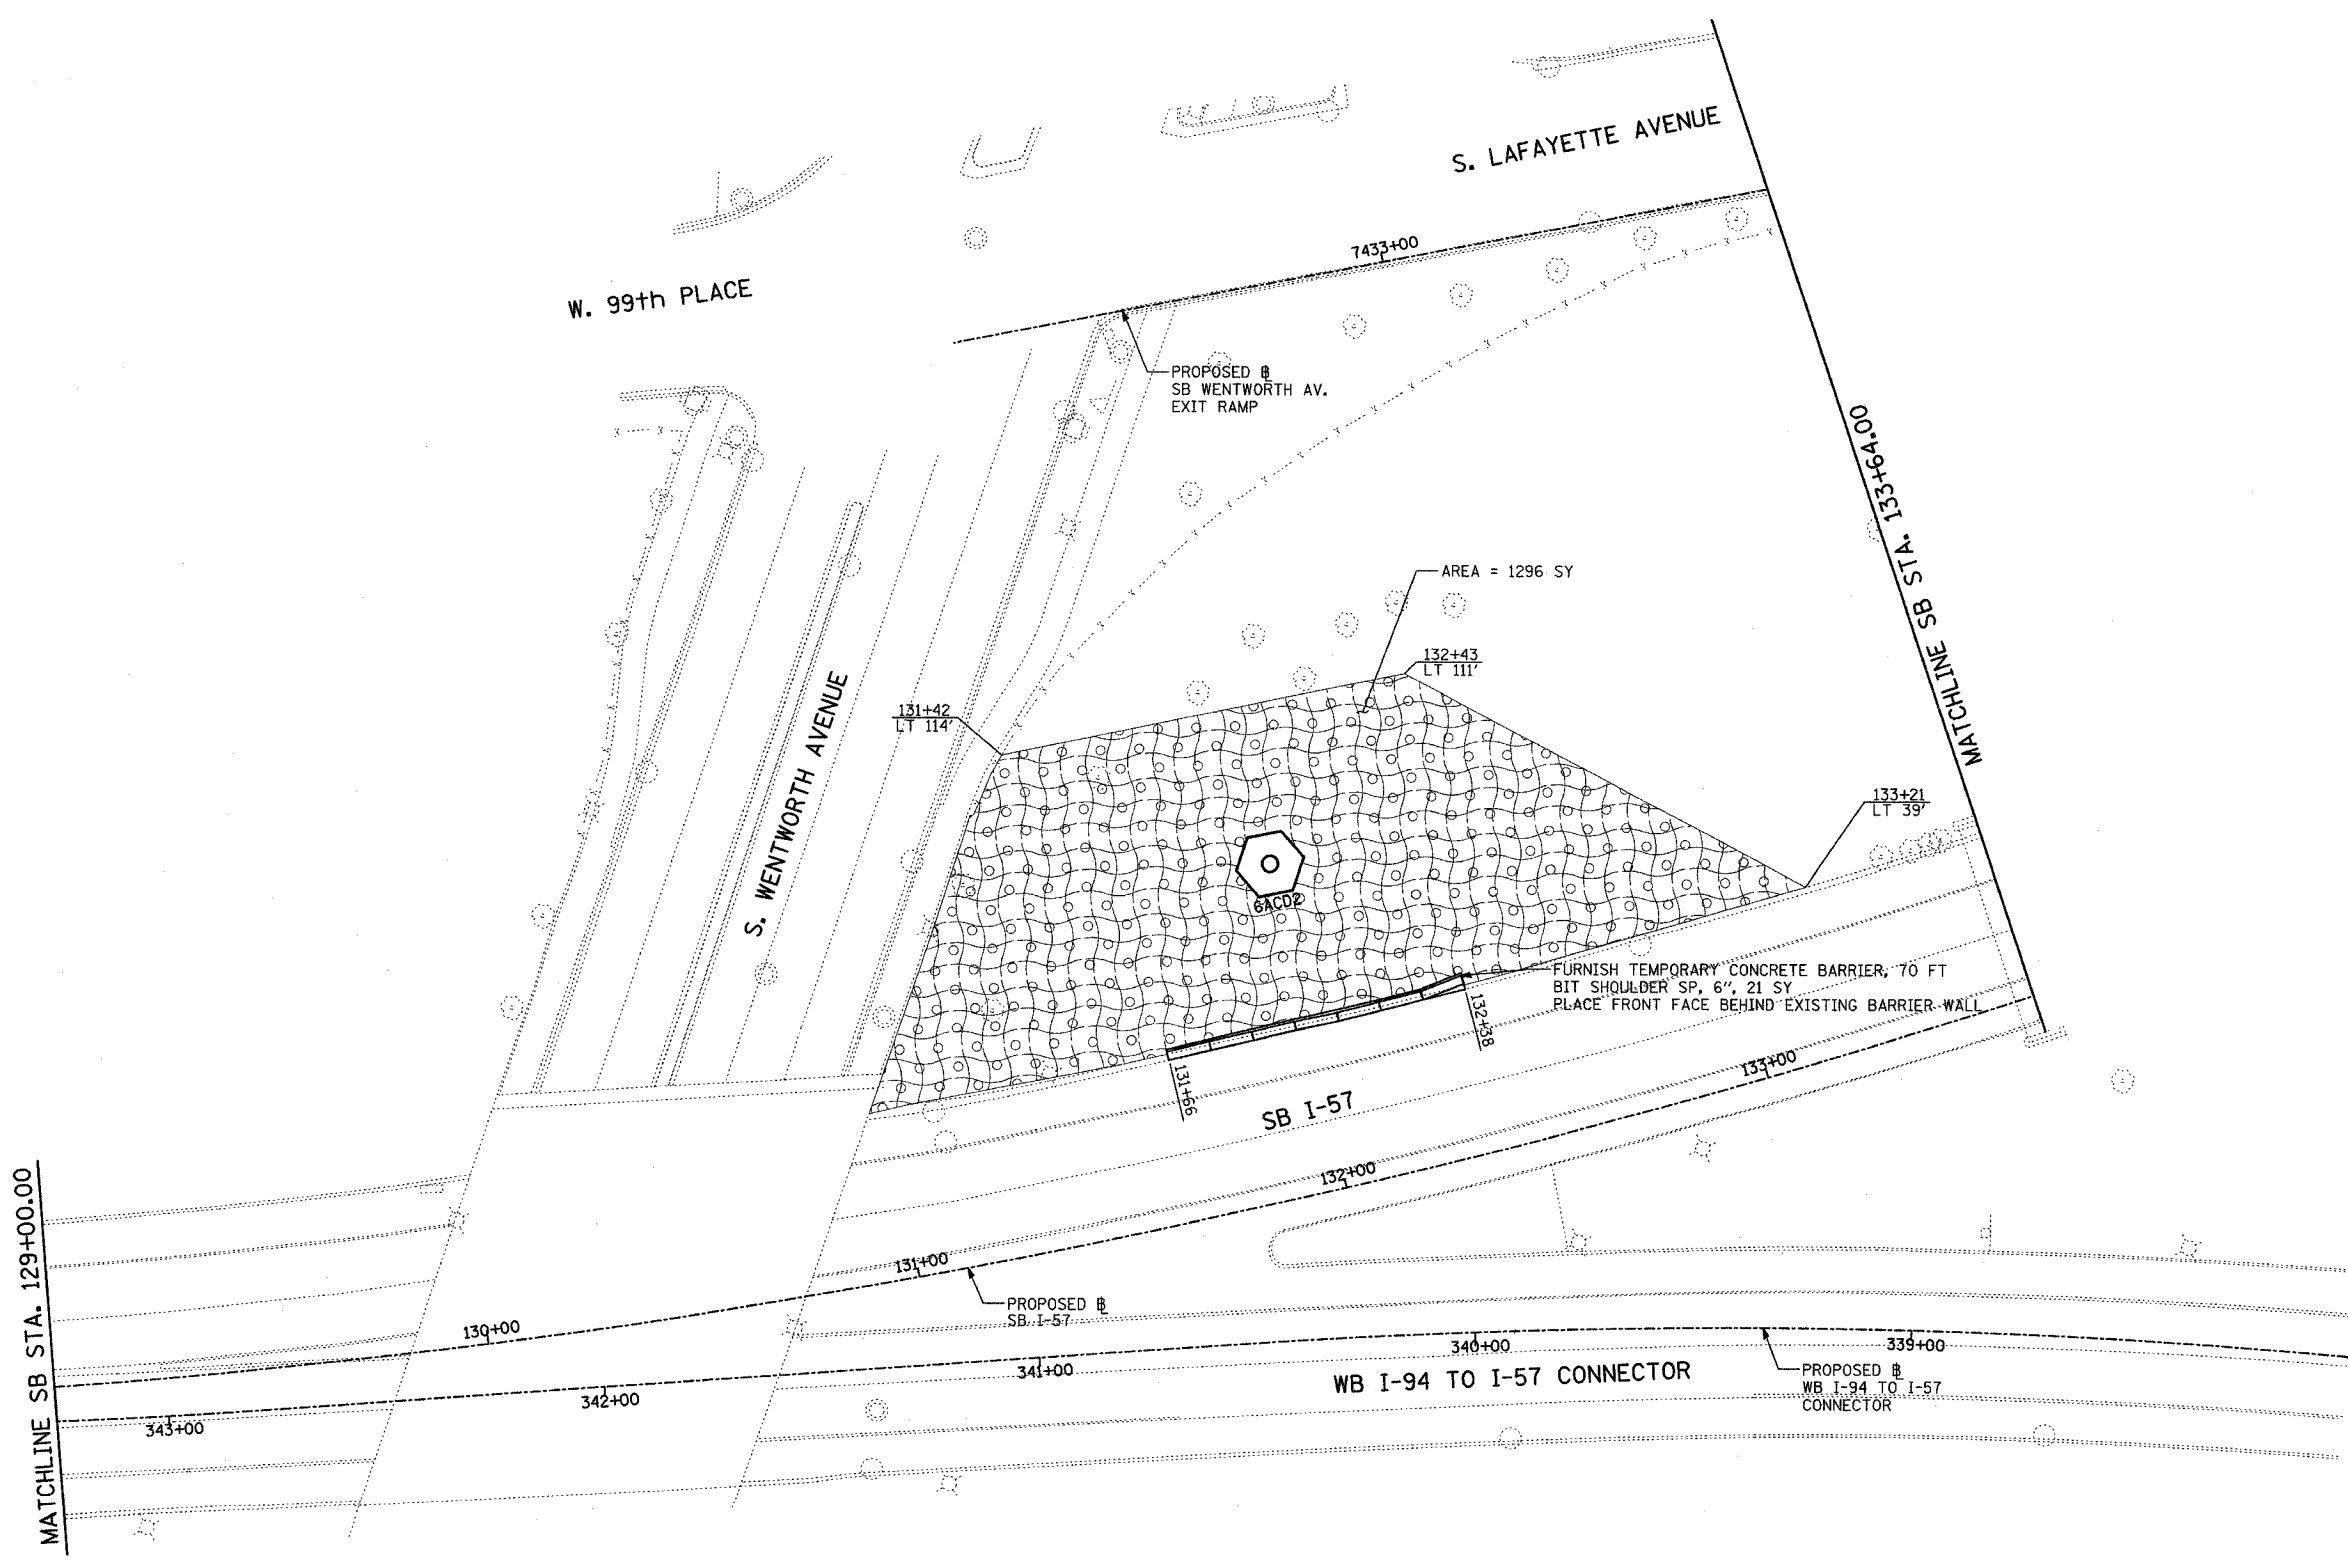 S. LAFAYETTE AVENUE
7433+00
W. 99th PLACE
PROPOSED BL
SB WENTWORTH AV.
EXIT RAMP
MATCHLINE SB STA. 133+64.00
AREA = 1296 SY
132+43
LT 111'
131+42
LT 114'
S. WENTWORTH AVENUE
133+21
LT 39'
6ACD2
FURNISH TEMPORARY CONCRETE BARRIER, 70 FT
BIT SHOULDER SP, 6", 21 SY
PLACE FRONT FACE BEHIND EXISTING BARRIER WALL
132+38
131+66
SB I-57
133+00
132+00
131+00
130+00
PROPOSED BL
SB I-57
MATCHLINE SB STA. 129+00.00
343+00
342+00
341+00
340+00
339+00
WB I-94 TO I-57 CONNECTOR
PROPOSED BL
WB I-94 TO I-57
CONNECTOR